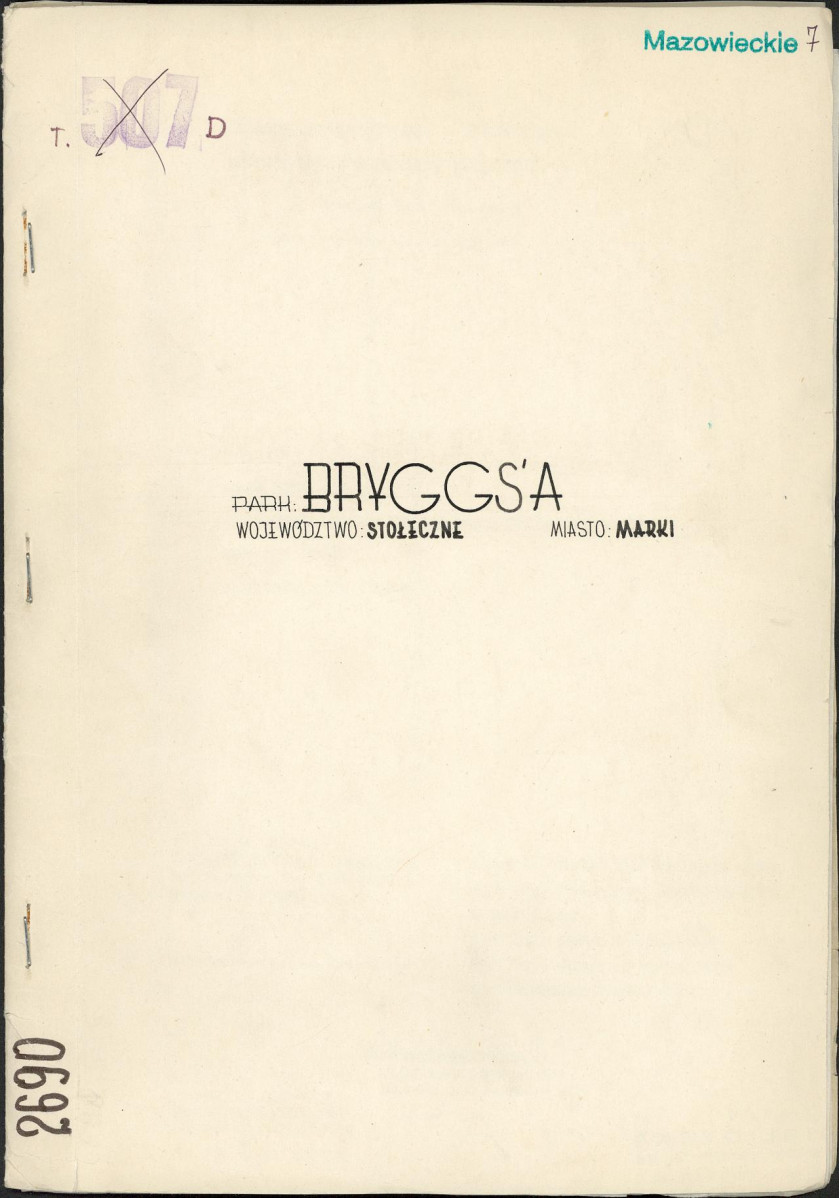 Mazowieckie 7
T. 507 D
PARK: BRYGGS'A
WOJEWÓDZTWO: STOŁECZNE MIASTO: MARKI
2690